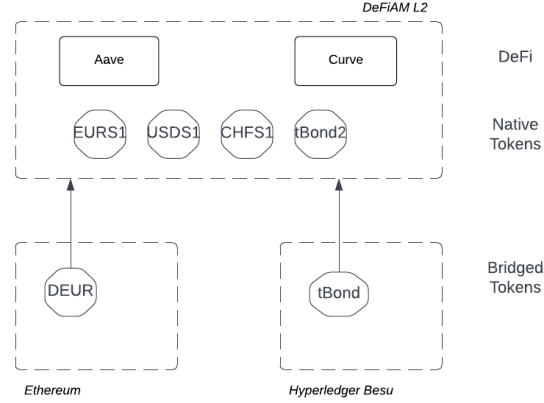 DeFiAM L2
Aave
Curve
DeFi
EURS1
USDS1
CHFS1
tBond2
Native
Tokens
DEUR
tBond
Bridged
Tokens
Ethereum
Hyperledger Besu